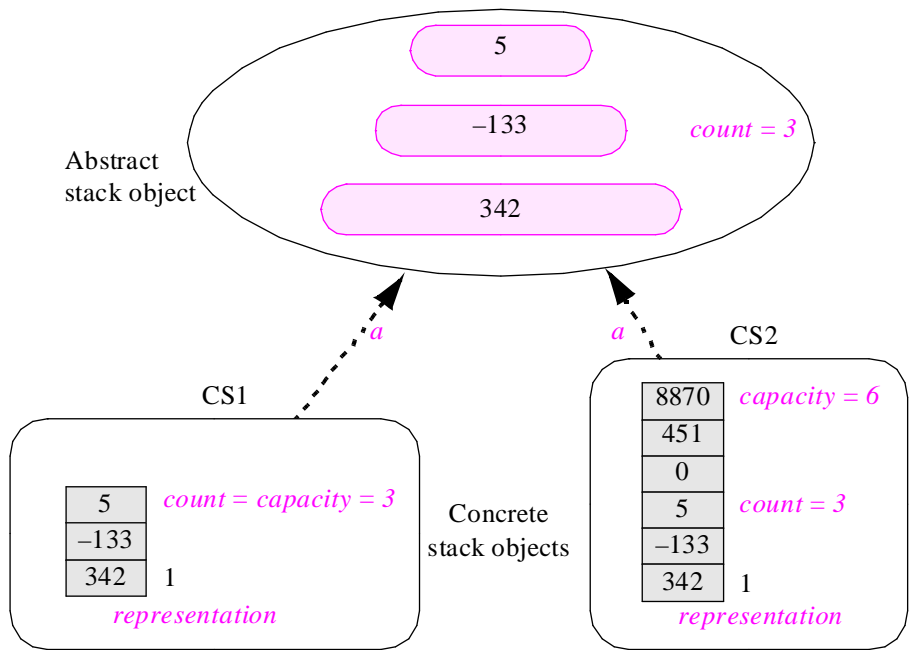 5
–133
count = 3
342
Abstract
stack object
a
a
CS1
CS2
5
count = capacity = 3
–133
342
1
representation
Concrete
stack objects
8870
capacity = 6
451
0
5
count = 3
–133
342
1
representation